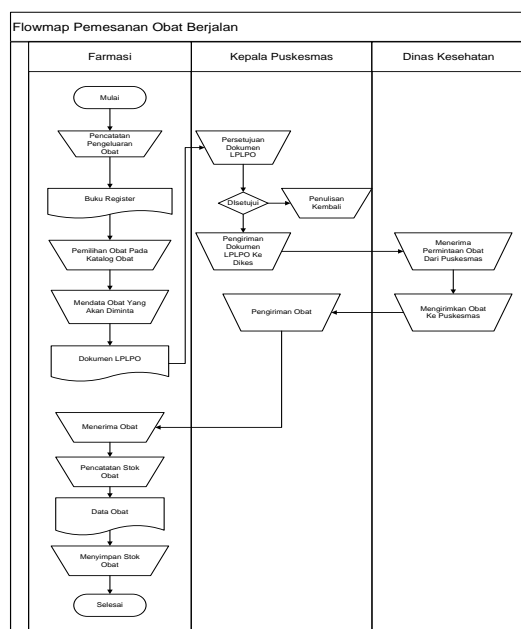 Flowmap Pemesanan Obat Berjalan
Farmasi
Kepala Puskesmas
Dinas Kesehatan
Mulai
Pencatatan
Pengeluaran
Obat
Buku Register
Pemilihan Obat Pada
Katalog Obat
Mendata Obat Yang
Akan Diminta
Dokumen LPLPO
Persetujuan
Dokumen
LPLPO
DIsetujui
Penulisan
Kembali
Pengiriman
Dokumen
LPLPO Ke
Dikes
Menerima
Permintaan Obat
Dari Puskesmas
Mengirimkan Obat
Ke Puskesmas
Pengiriman Obat
Menerima Obat
Pencatatan Stok
Obat
Data Obat
Menyimpan Stok
Obat
Selesai